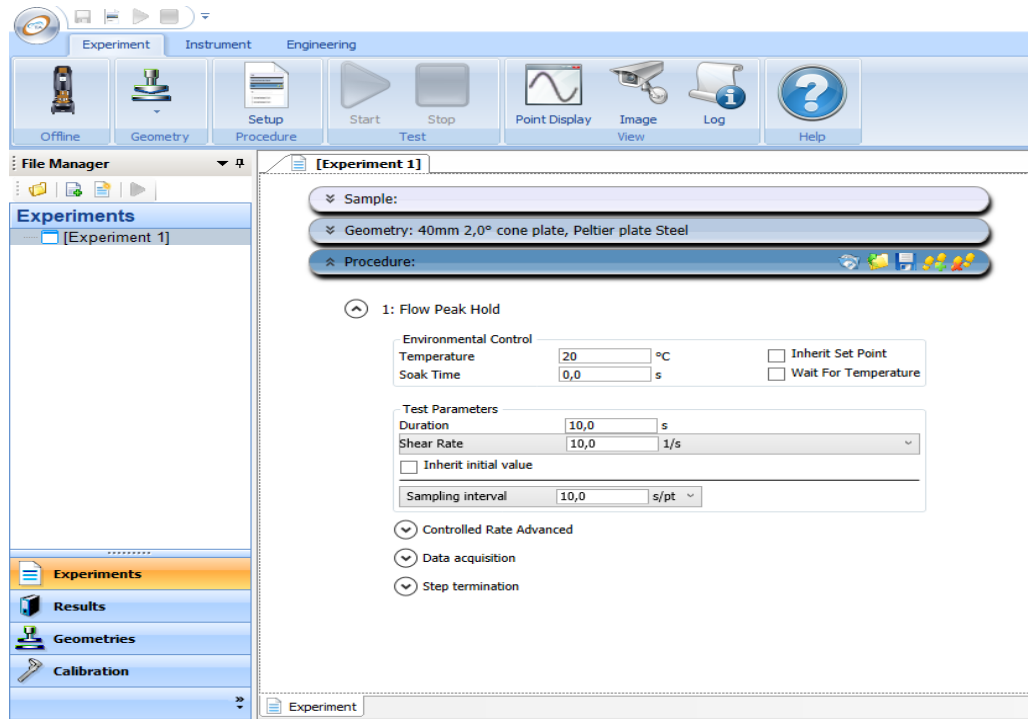 Experiment Instrument Engineering
Setup Start Stop Point Display Image Log
Offline Geometry Procedure Test View Help
File Manager
Experiments
[Experiment 1]
[Experiment 1]
Sample:
Geometry: 40mm 2,0° cone plate, Peltier plate Steel
Procedure:
1: Flow Peak Hold
Environmental Control
Temperature 20 °C Inherit Set Point
Soak Time 0,0 s Wait For Temperature
Test Parameters
Duration 10,0 s
Shear Rate 10,0 1/s
Inherit initial value
Sampling interval 10,0 s/pt
Controlled Rate Advanced
Data acquisition
Step termination
Experiments
Results
Geometries
Calibration
Experiment